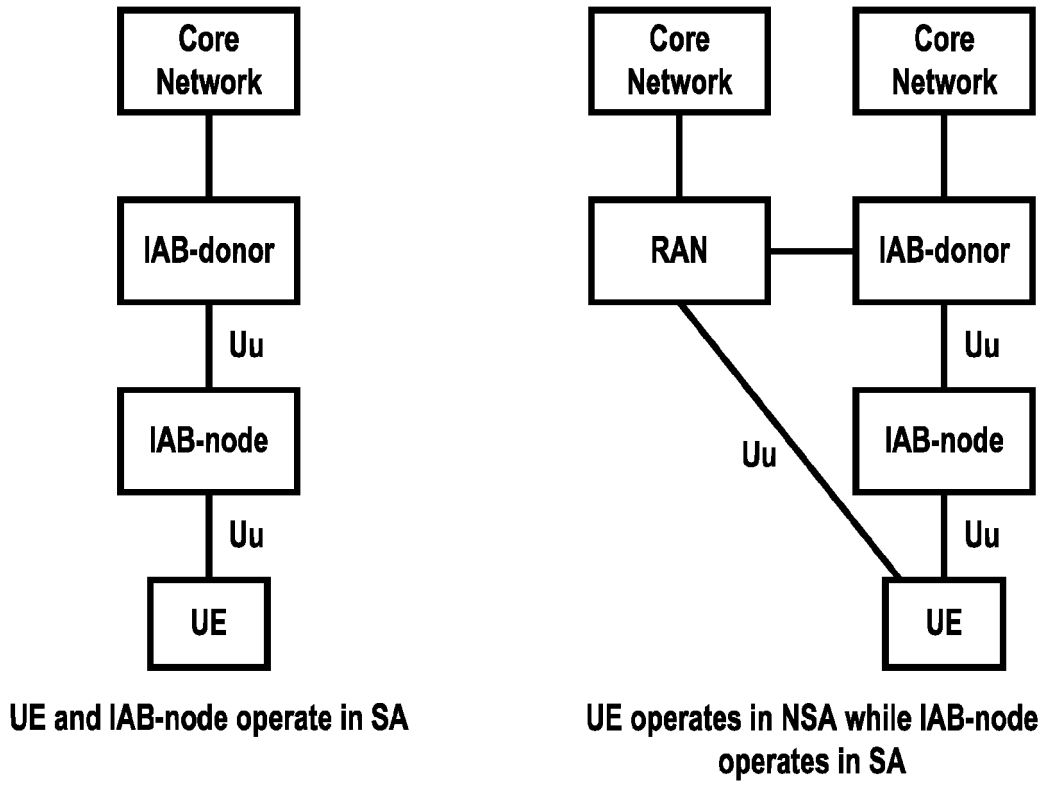 Core
Network
IAB-donor
Uu
IAB-node
Uu
UE
UE and IAB-node operate in SA
Core
Network
Core
Network
RAN
IAB-donor
Uu
Uu
IAB-node
Uu
UE
UE operates in NSA while IAB-node
operates in SA